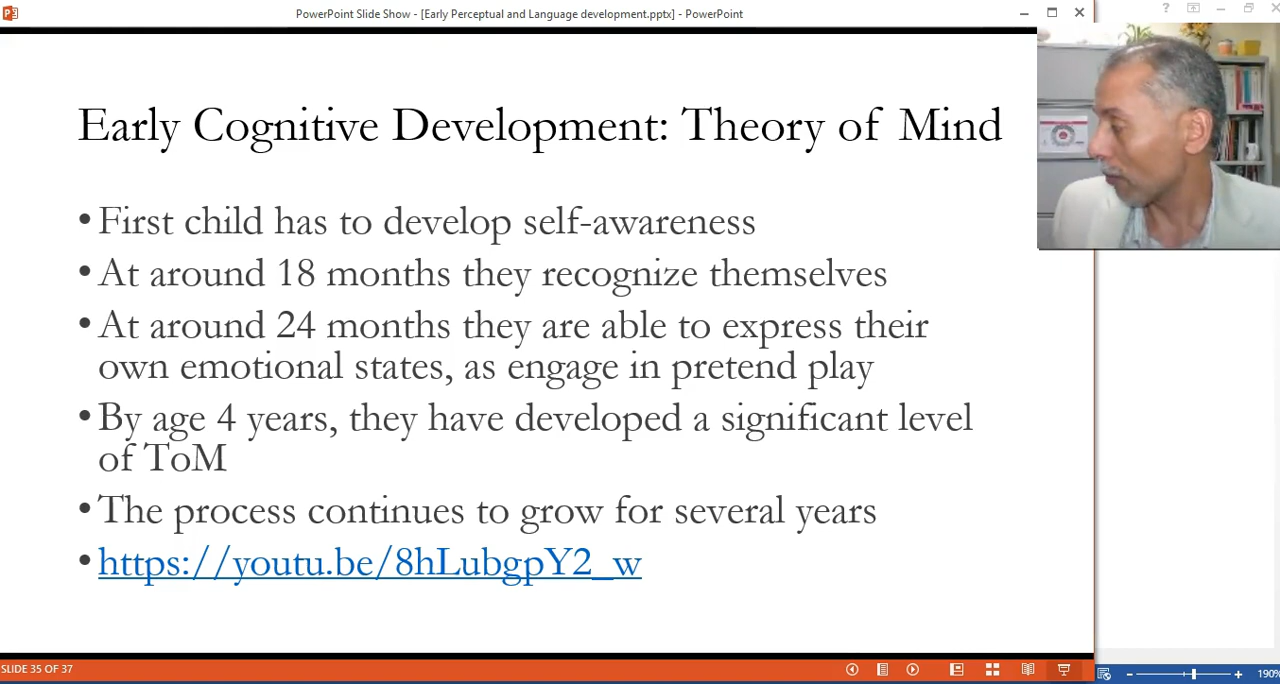 PowerPoint Slide Show - [Early Perceptual and Language development.pptx] - PowerPoint
Early Cognitive Development: Theory of Mind
•First child has to develop self-awareness
•At around 18 months they recognize themselves
•At around 24 months they are able to express their
own emotional states, as engage in pretend play
•By age 4 years, they have developed a significant level
of ToM
•The process continues to grow for several years
•https://youtu.be/8hLubgpY2_w
SLIDE 35 OF 37
190%